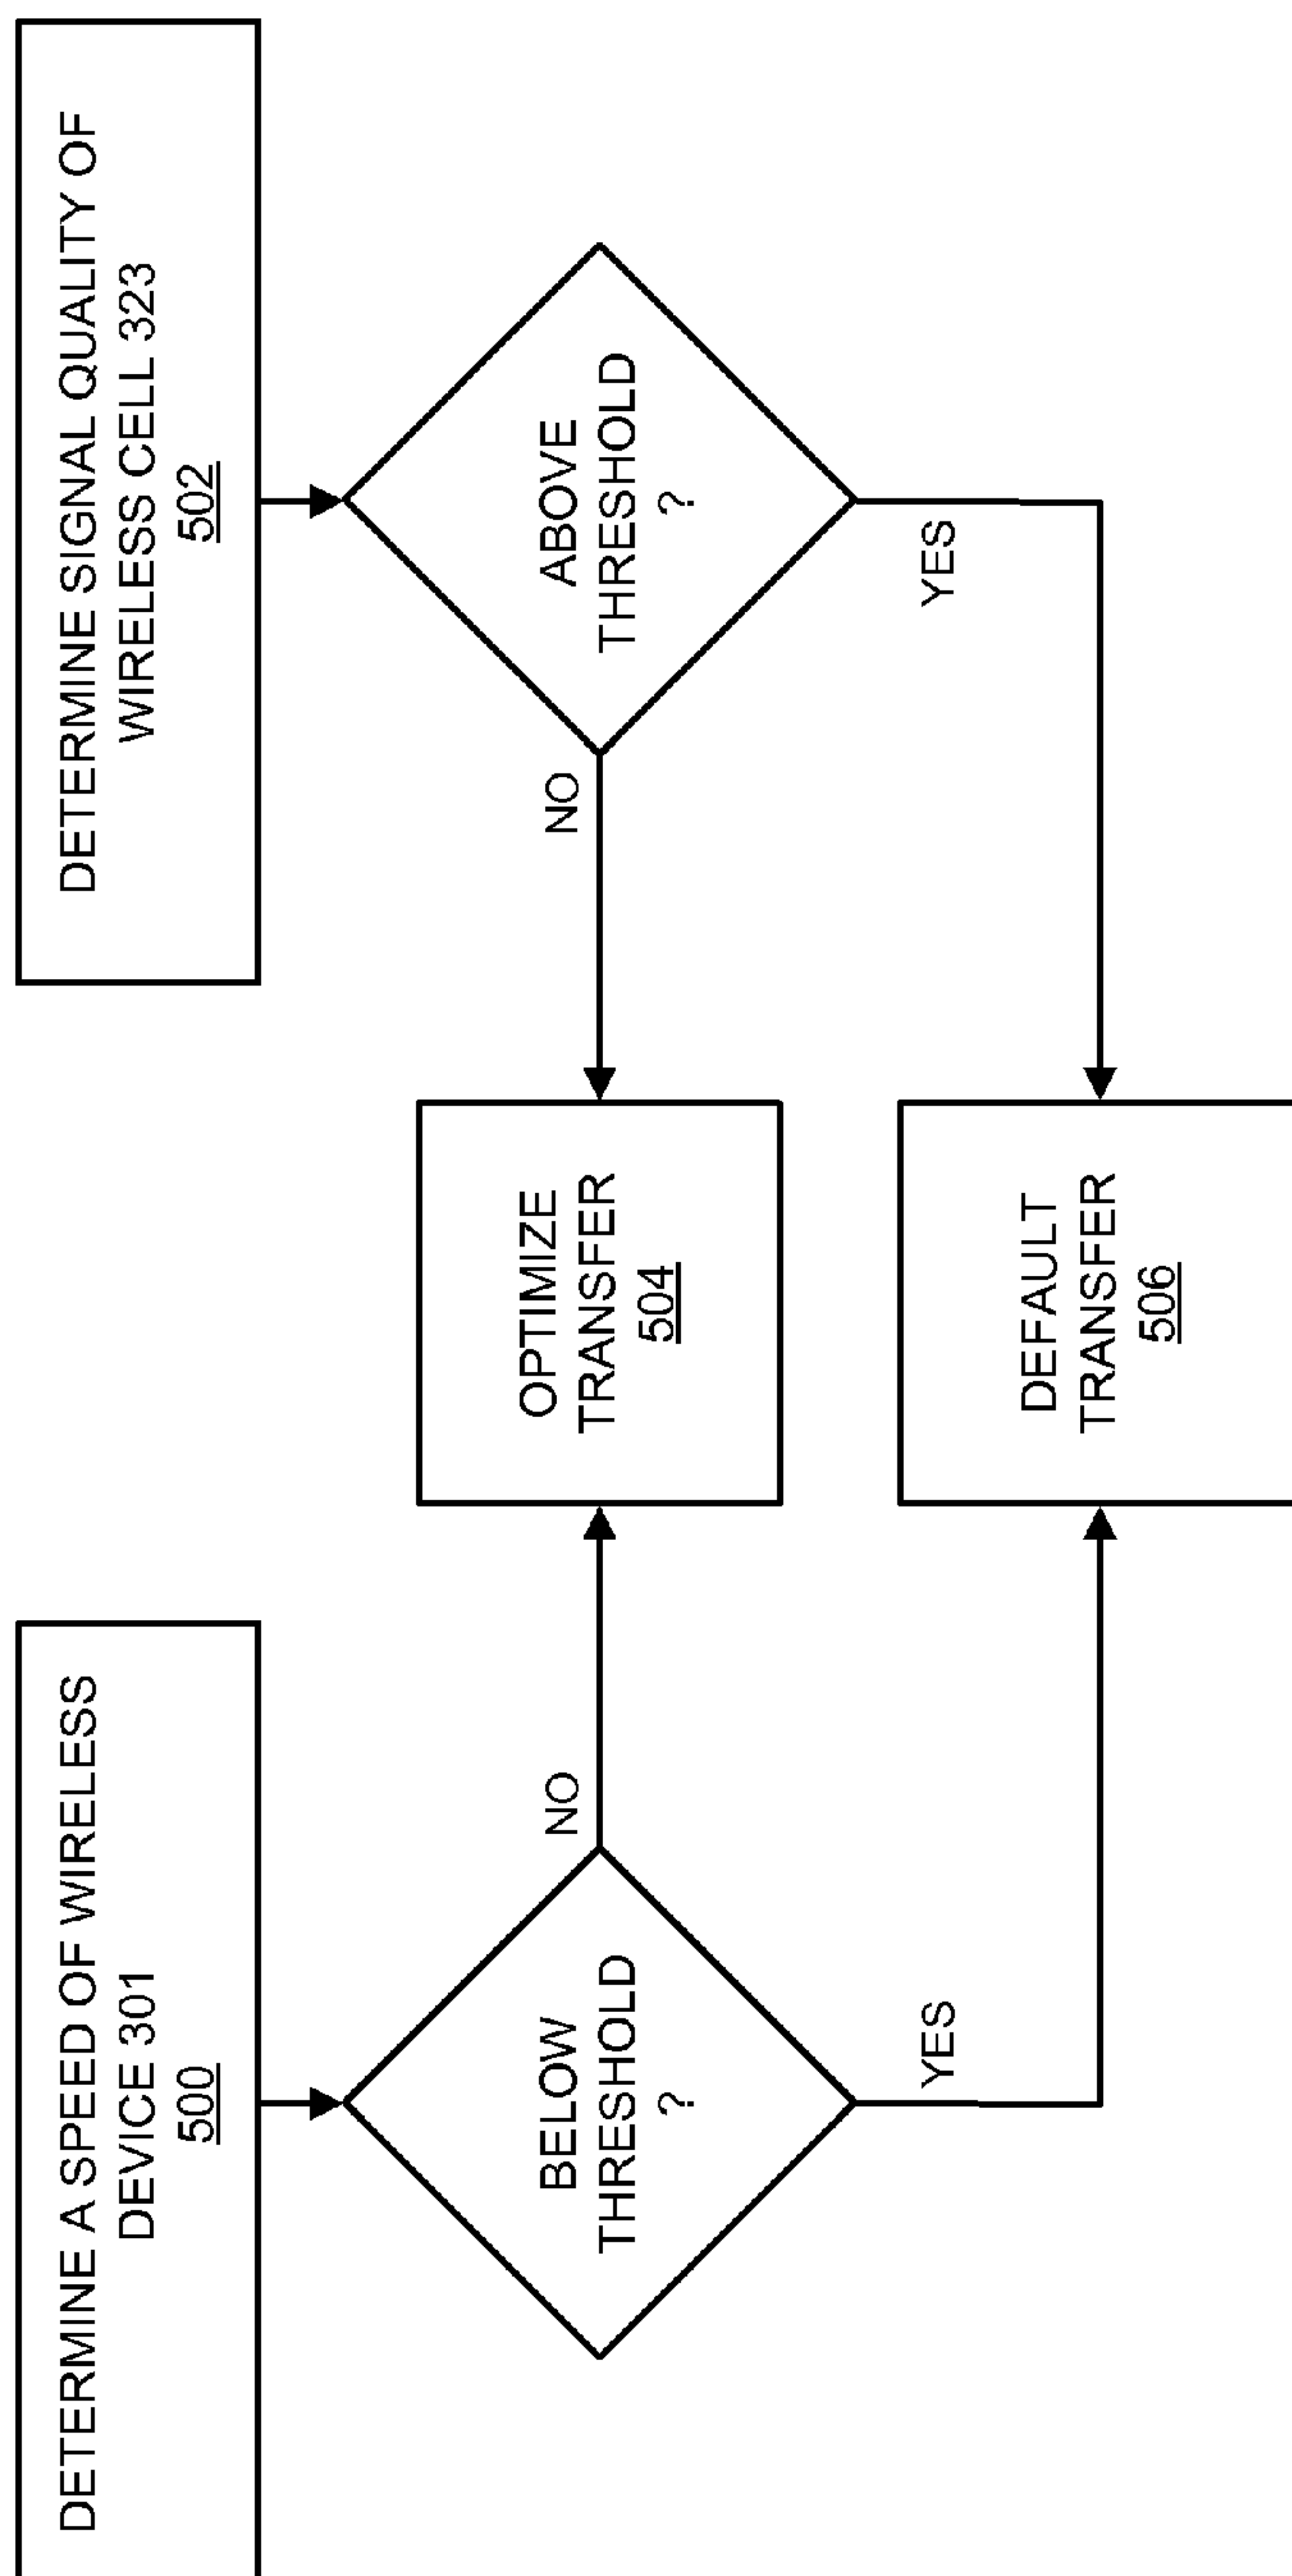 DETERMINE A SPEED OF WIRELESS
DEVICE 301
500
DETERMINE SIGNAL QUALITY OF
WIRELESS CELL 323
502
BELOW
THRESHOLD
?
NO
YES
OPTIMIZE
TRANSFER
504
ABOVE
THRESHOLD
?
NO
YES
DEFAULT
TRANSFER
506